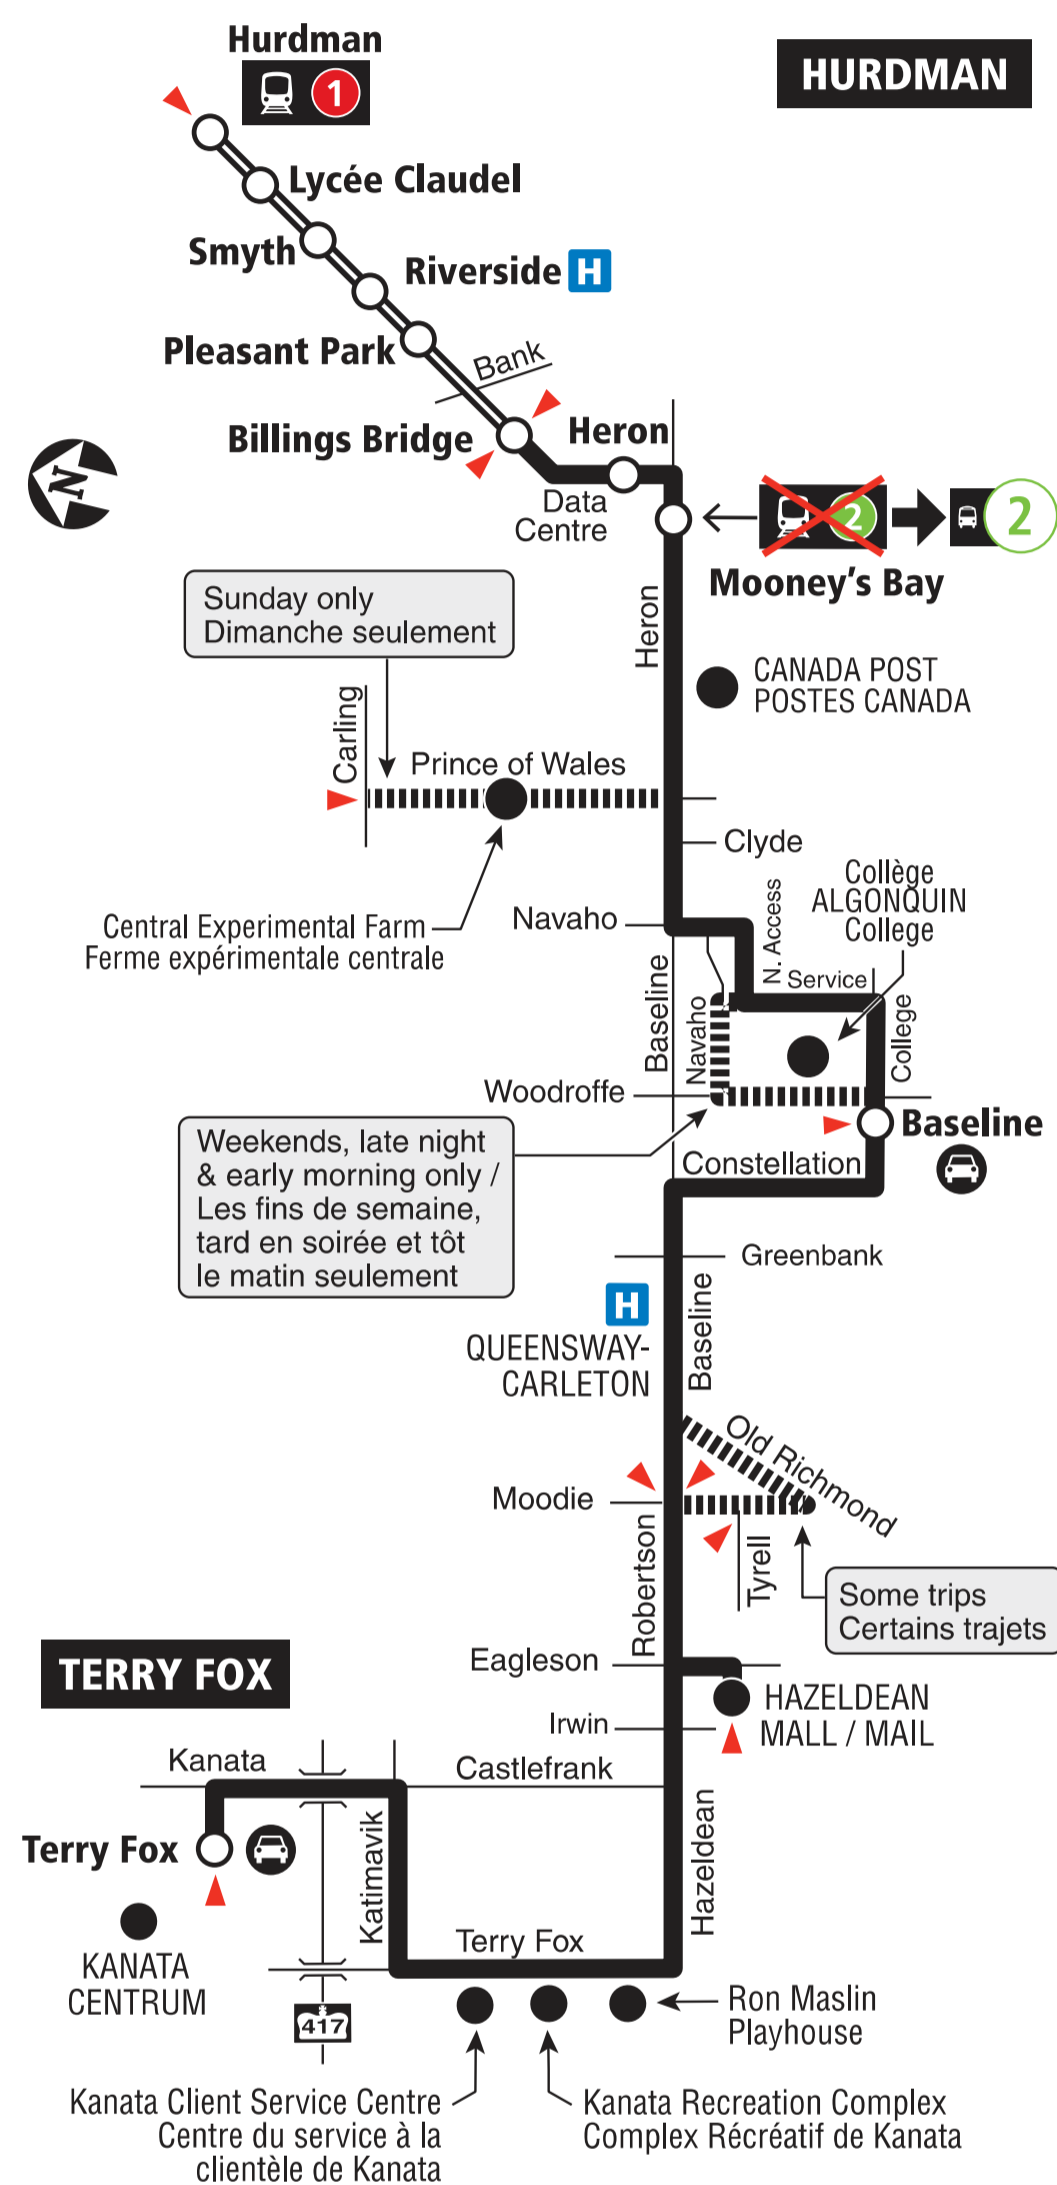 Hurdman
1
HURDMAN
Lycée Claudel
Smyth
Riverside H
Pleasant Park
Bank
Billings Bridge
Heron
Data
Centre
N
2
2
Mooney's Bay
Sunday only
Dimanche seulement
Heron
CANADA POST
POSTES CANADA
Carling
Prince of Wales
Clyde
Central Experimental Farm
Ferme expérimentale centrale
Collège
ALGONQUIN
College
Navaho
N. Access
Service
Baseline
Navaho
College
Woodroffe
Baseline
Weekends, late night
& early morning only /
Les fins de semaine,
tard en soirée et tôt
le matin seulement
Constellation
Greenbank
H
QUEENSWAY-
CARLETON
Baseline
Old Richmond
Moodie
Robertson
Tyrell
Some trips
Certains trajets
TERRY FOX
Eagleson
HAZELDEAN
MALL / MAIL
Irwin
Kanata
Castlefrank
Terry Fox
Katimavik
Hazeldean
KANATA
CENTRUM
Terry Fox
417
Ron Maslin
Playhouse
Kanata Client Service Centre
Centre du service à la
clientèle de Kanata
Kanata Recreation Complex
Complex Récréatif de Kanata